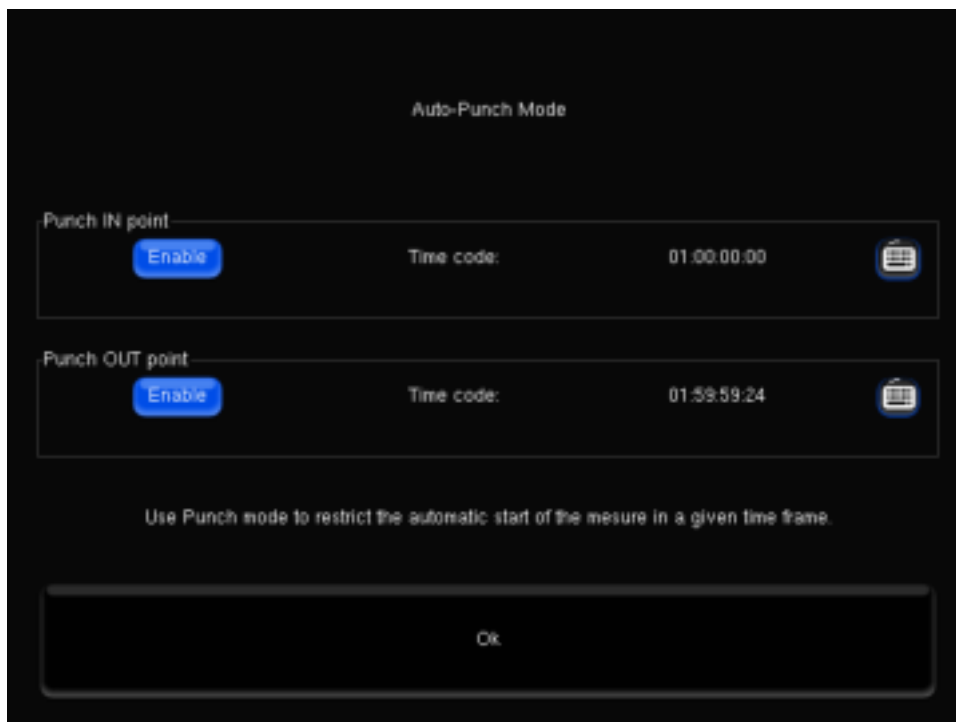 Auto-Punch Mode
Punch IN point
Enable Time code: 01:00:00:00
Punch OUT point
Enable Time code: 01:59:59:24
Use Punch mode to restrict the automatic start of the mesure in a given time frame.
Ok